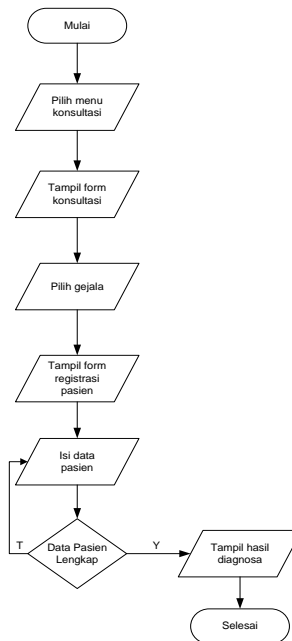 Mulai
Pilih menu
konsultasi
Tampil form
konsultasi
Pilih gejala
Tampil form
registrasi
pasien
Isi data
pasien
T
Data Pasien
Lengkap
Y
Tampil hasil
diagnosa
Selesai